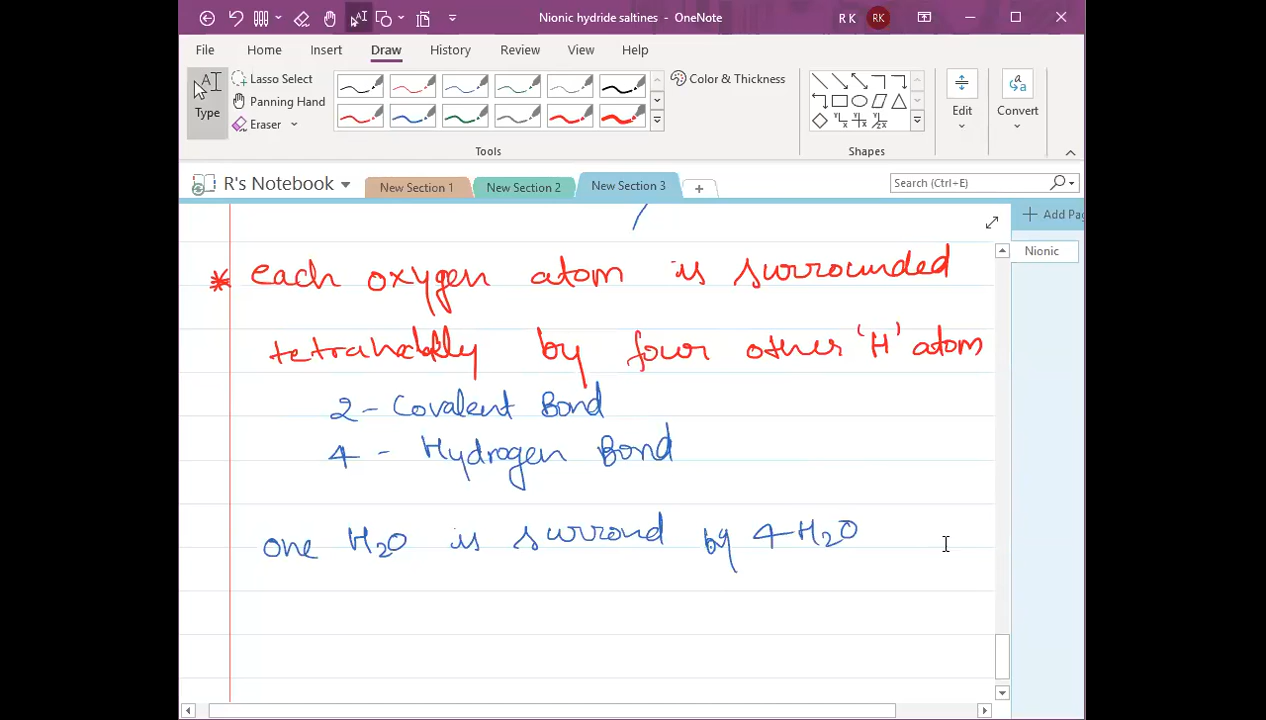 Nionic hydride saltines - OneNote
R K
RK
File
Home
Insert
Draw
History
Review
View
Help
Type
Lasso Select
Panning Hand
Eraser
Tools
Color & Thickness
Shapes
Edit
Convert
R's Notebook
New Section 1
New Section 2
New Section 3
Search (Ctrl+E)
Add Pag
Nionic
* each oxygen atom is surrounded
by four other 'H' atom
2 - Covalent Bond
4 - Hydrogen Bond
one H2O is surround by 4 H2O